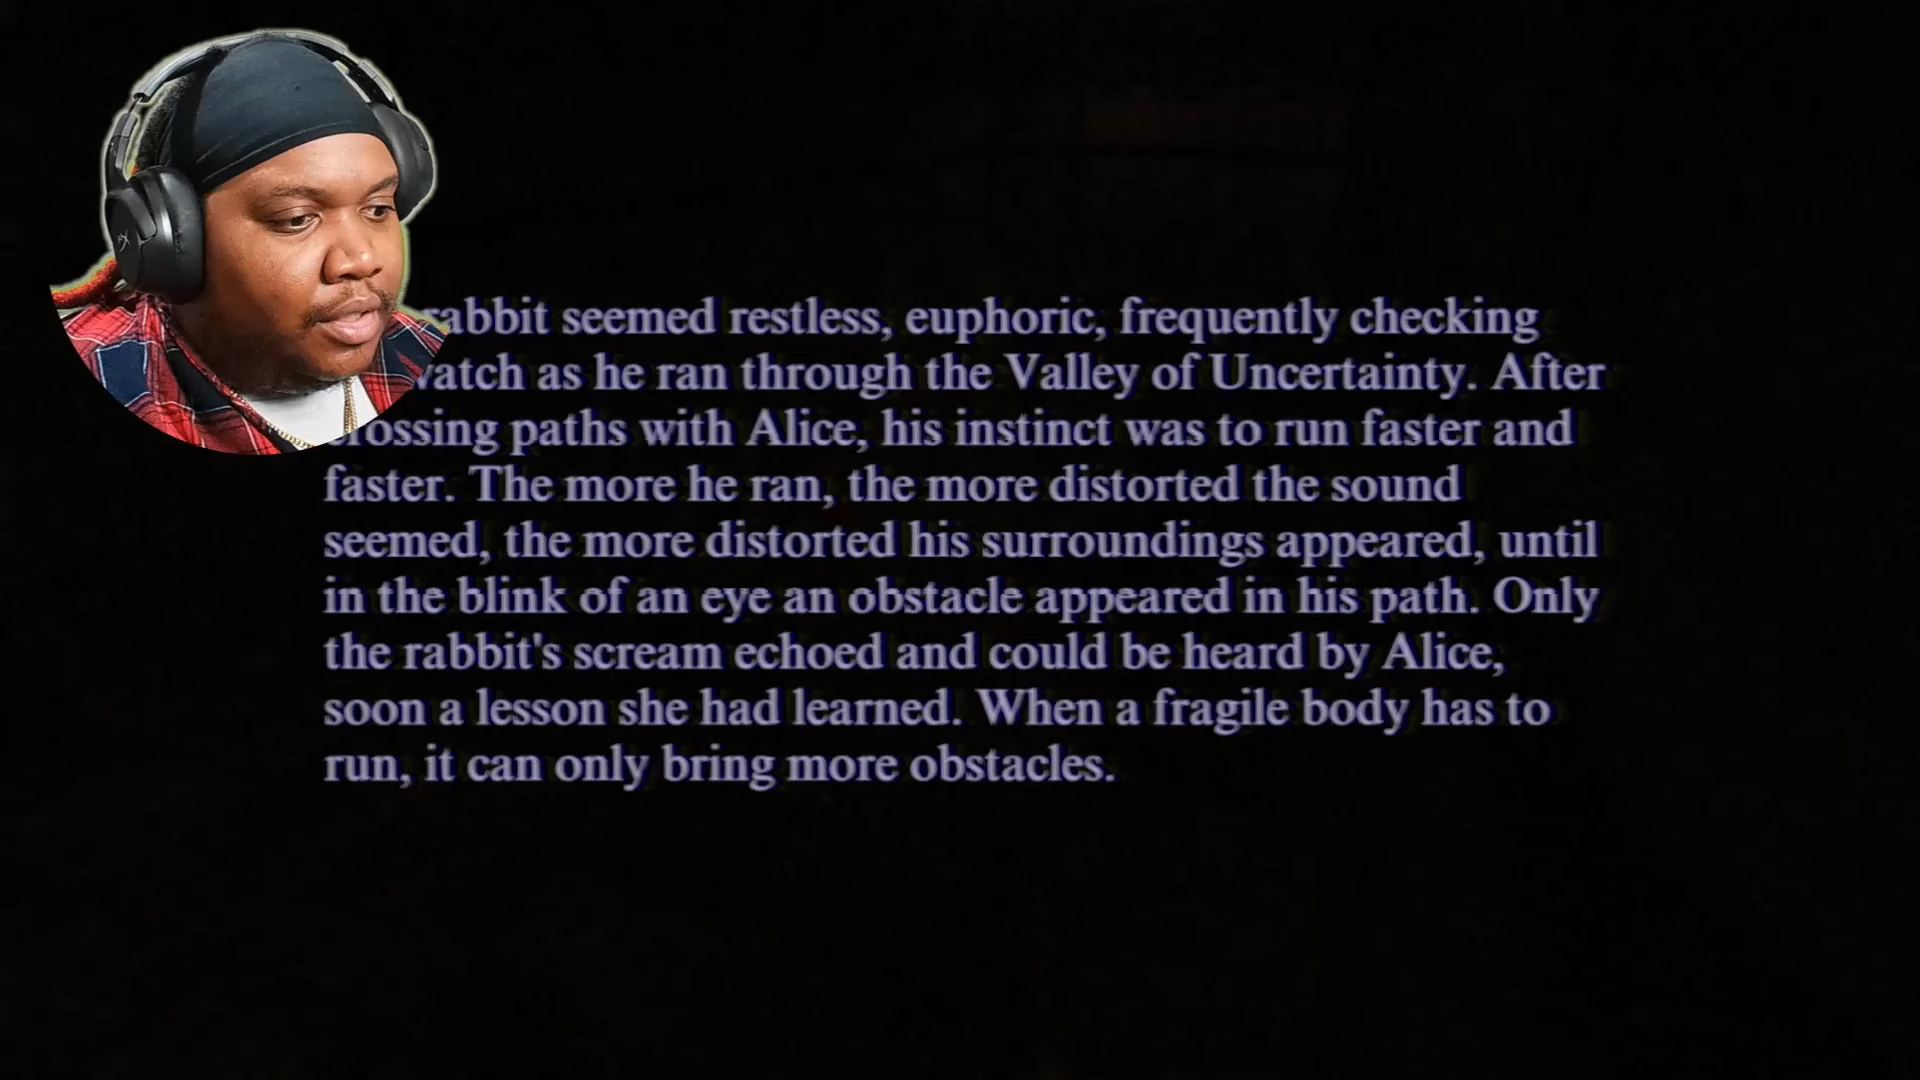 rabbit seemed restless, euphoric, frequently checking
watch as he ran through the Valley of Uncertainty. After
crossing paths with Alice, his instinct was to run faster and
faster. The more he ran, the more distorted the sound
seemed, the more distorted his surroundings appeared, until
in the blink of an eye an obstacle appeared in his path. Only
the rabbit's scream echoed and could be heard by Alice,
soon a lesson she had learned. When a fragile body has to
run, it can only bring more obstacles.